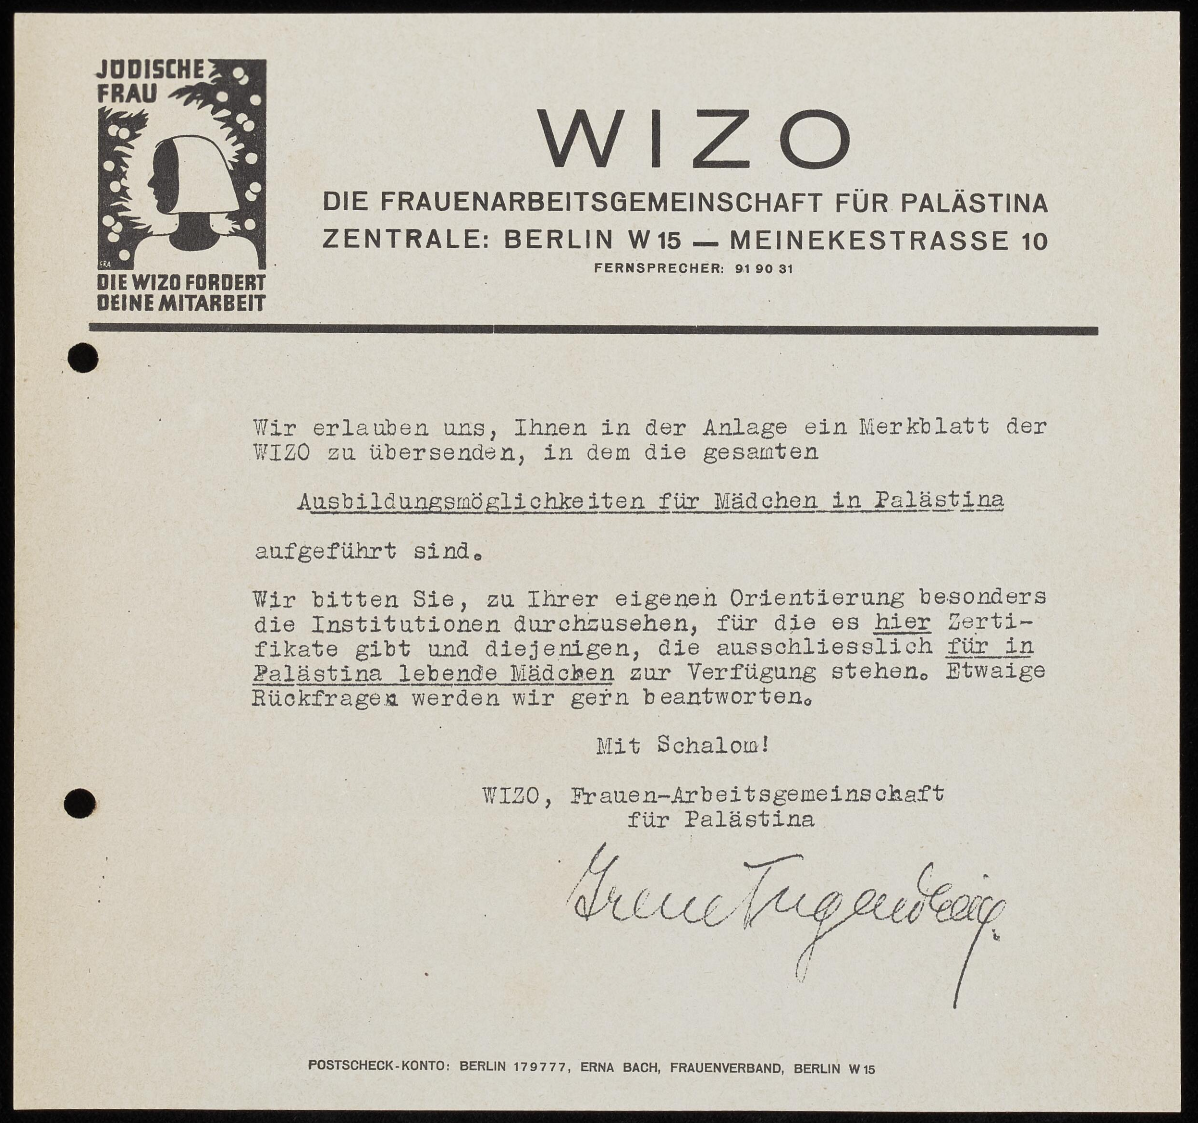 JÜDISCHE
FRAU
DIE WIZO FORDERT
DEINE MITARBEIT
WIZO
DIE FRAUENARBEITSGEMEINSCHAFT FÜR PALÄSTINA
ZENTRALE: BERLIN W 15 — MEINEKESTRASSE 10
FERNSPRECHER: 91 90 31
Wir erlauben uns, Ihnen in der Anlage ein Merkblatt der
WIZO zu übersenden, in dem die gesamten
Ausbildungsmöglichkeiten für Mädchen in Palästina
aufgeführt sind.
Wir bitten Sie, zu Ihrer eigenen Orientierung besonders
die Institutionen durchzusehen, für die es hier Zerti-
fikate gibt und diejenigen, die ausschliesslich für in
Palästina lebende Mädchen zur Verfügung stehen. Etwaige
Rückfragen werden wir gern beantworten.
Mit Schalom!
WIZO, Frauen-Arbeitsgemeinschaft
für Palästina
Irene
POSTSCHECK-KONTO: BERLIN 179777, ERNA BACH, FRAUENVERBAND, BERLIN W 15